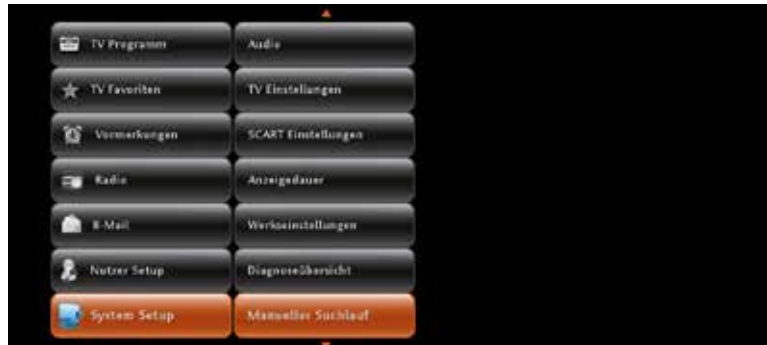 TV Programm
Audio
TV Favoriten
TV Einstellungen
Vormerkungen
SCART Einstellungen
Radio
Anzeigedauer
E-Mail
Werkseinstellungen
Nutzer Setup
Diagnoseübersicht
System Setup
Manueller Suchlauf